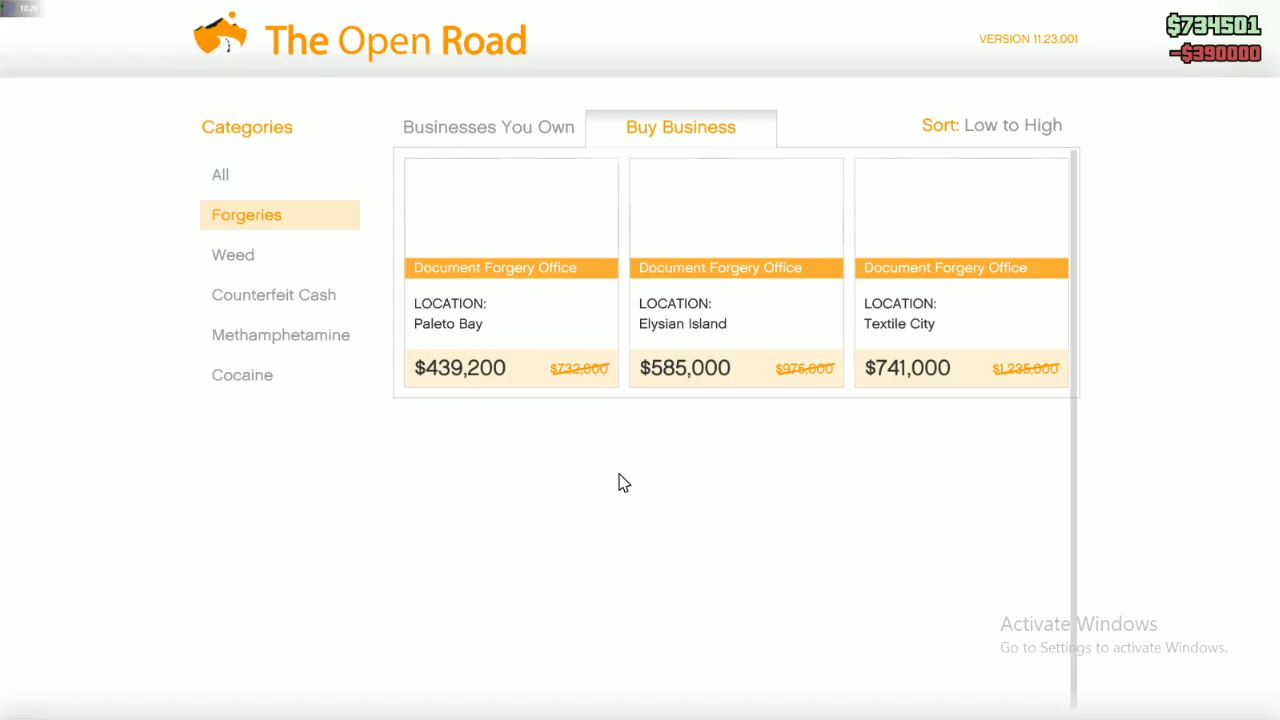 10:26
The Open Road
VERSION 11.23.001
$734501
-$390000
Categories
All
Forgeries
Weed
Counterfeit Cash
Methamphetamine
Cocaine
Businesses You Own
Buy Business
Sort: Low to High
Document Forgery Office
LOCATION:
Paleto Bay
$439,200 $732,000
Document Forgery Office
LOCATION:
Elysian Island
$585,000 $975,000
Document Forgery Office
LOCATION:
Textile City
$741,000 $1,235,000
Activate Windows
Go to Settings to activate Windows.